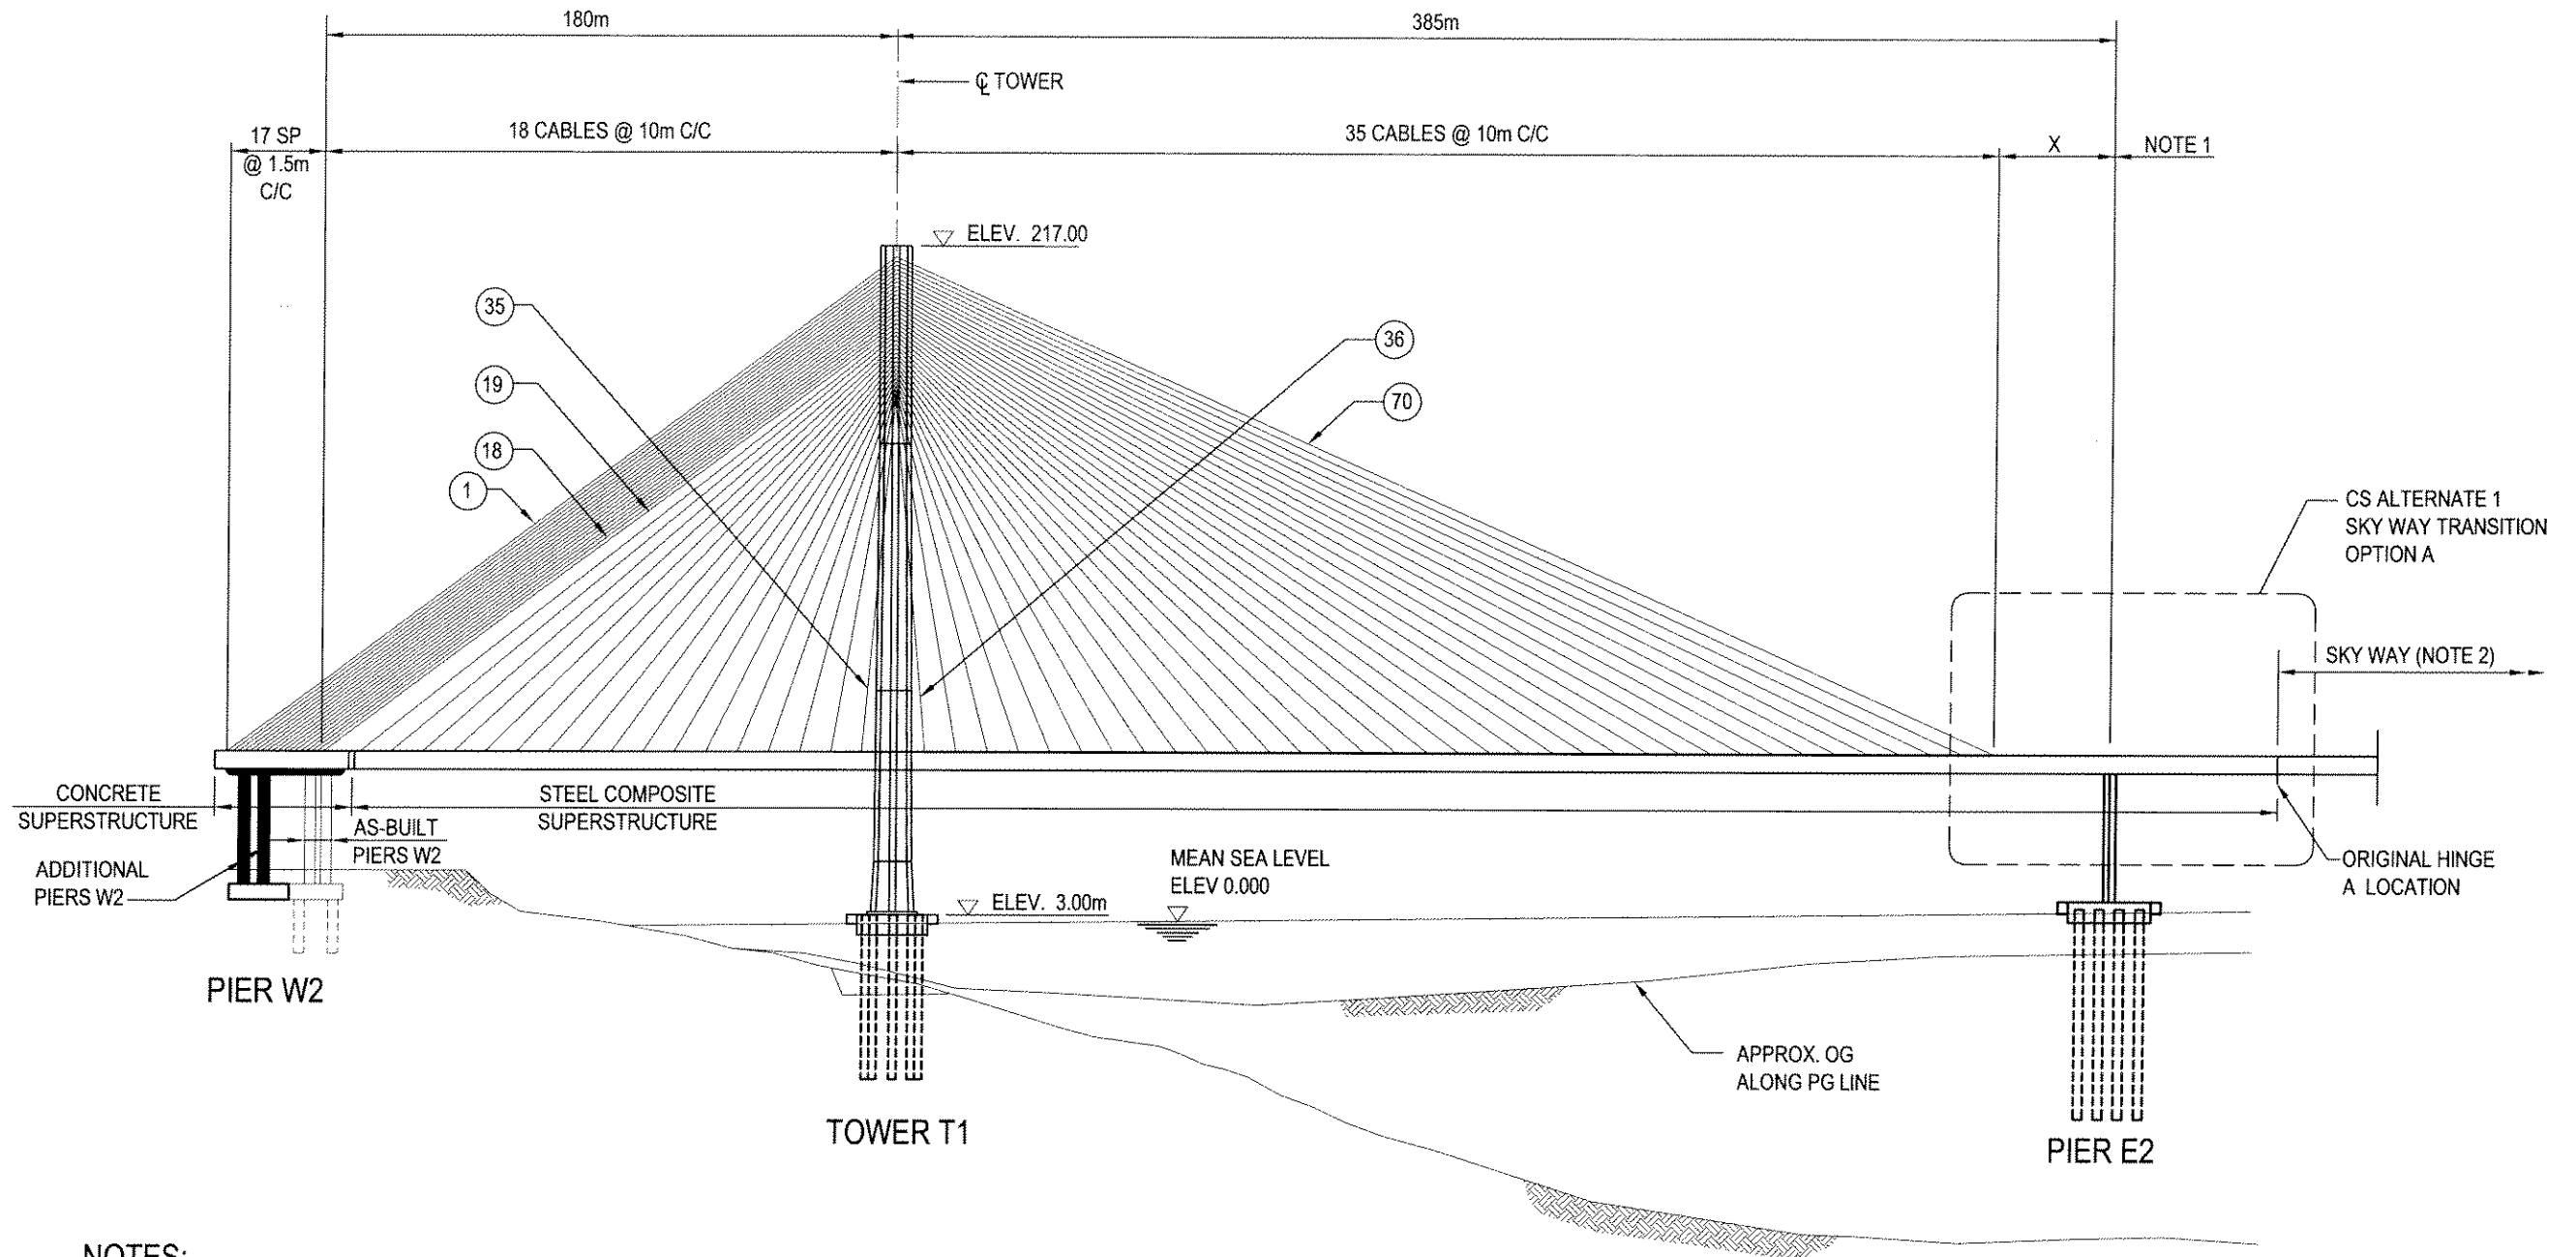 180m
385m
℄ TOWER
17 SP
@ 1.5m
C/C
18 CABLES @ 10m C/C
35 CABLES @ 10m C/C
X
NOTE 1
ELEV. 217.00
35
36
19
70
18
1
CS ALTERNATE 1
SKY WAY TRANSITION
OPTION A
SKY WAY (NOTE 2)
CONCRETE
SUPERSTRUCTURE
STEEL COMPOSITE
SUPERSTRUCTURE
AS-BUILT
PIERS W2
ADDITIONAL
PIERS W2
MEAN SEA LEVEL
ELEV 0.000
ELEV. 3.00m
ORIGINAL HINGE
A LOCATION
PIER W2
APPROX. OG
ALONG PG LINE
TOWER T1
PIER E2
NOTES: